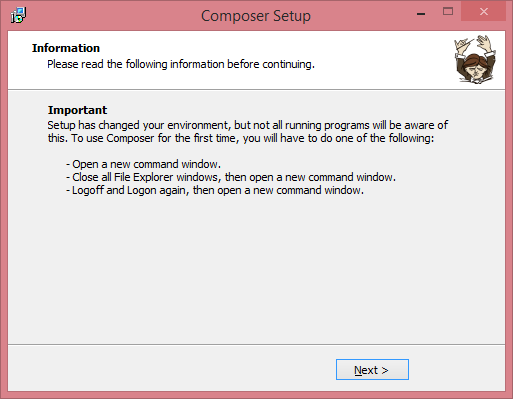 Composer Setup
Information
Please read the following information before continuing.
Important
Setup has changed your environment, but not all running programs will be aware of
this. To use Composer for the first time, you will have to do one of the following:
- Open a new command window.
- Close all File Explorer windows, then open a new command window.
- Logoff and Logon again, then open a new command window.
Next >